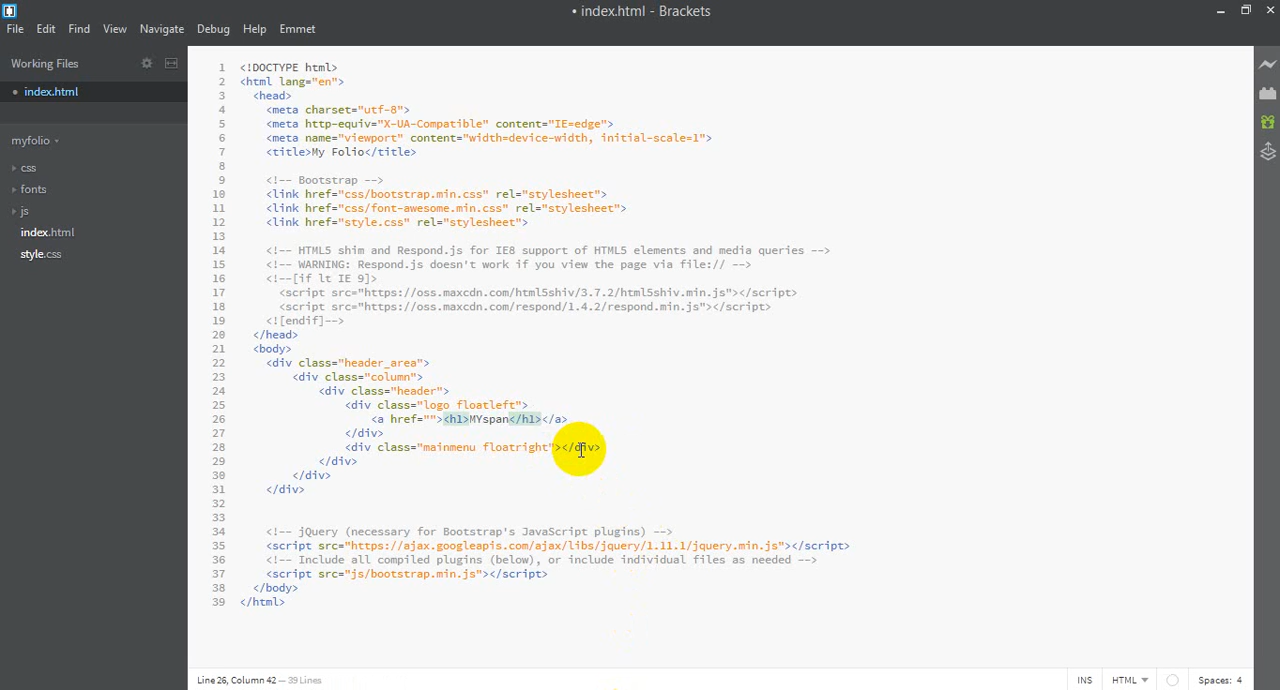 • index.html - Brackets
File Edit Find View Navigate Debug Help Emmet
Working Files
• index.html
myfolio
css
fonts
js
index.html
style.css
1 <!DOCTYPE html>
2 <html lang="en">
3 <head>
4 <meta charset="utf-8">
5 <meta http-equiv="X-UA-Compatible" content="IE=edge">
6 <meta name="viewport" content="width=device-width, initial-scale=1">
7 <title>My Folio</title>
8
9 <!-- Bootstrap -->
10 <link href="css/bootstrap.min.css" rel="stylesheet">
11 <link href="css/font-awesome.min.css" rel="stylesheet">
12 <link href="style.css" rel="stylesheet">
13
14 <!-- HTML5 shim and Respond.js for IE8 support of HTML5 elements and media queries -->
15 <!-- WARNING: Respond.js doesn't work if you view the page via file:// -->
16 <!--[if lt IE 9]>
17 <script src="https://oss.maxcdn.com/html5shiv/3.7.2/html5shiv.min.js"></script>
18 <script src="https://oss.maxcdn.com/respond/1.4.2/respond.min.js"></script>
19 <![endif]-->
20 </head>
21 <body>
22 <div class="header_area">
23 <div class="column">
24 <div class="header">
25 <div class="logo floatleft">
26 <a href=""><h1>MYspan</h1></a>
27 </div>
28 <div class="mainmenu floatright"></div>
29 </div>
30 </div>
31 </div>
32
33
34 <!-- jQuery (necessary for Bootstrap's JavaScript plugins) -->
35 <script src="https://ajax.googleapis.com/ajax/libs/jquery/1.11.1/jquery.min.js"></script>
36 <!-- Include all compiled plugins (below), or include individual files as needed -->
37 <script src="js/bootstrap.min.js"></script>
38 </body>
39 </html>
Line 26, Column 42 — 39 Lines
INS HTML Spaces: 4